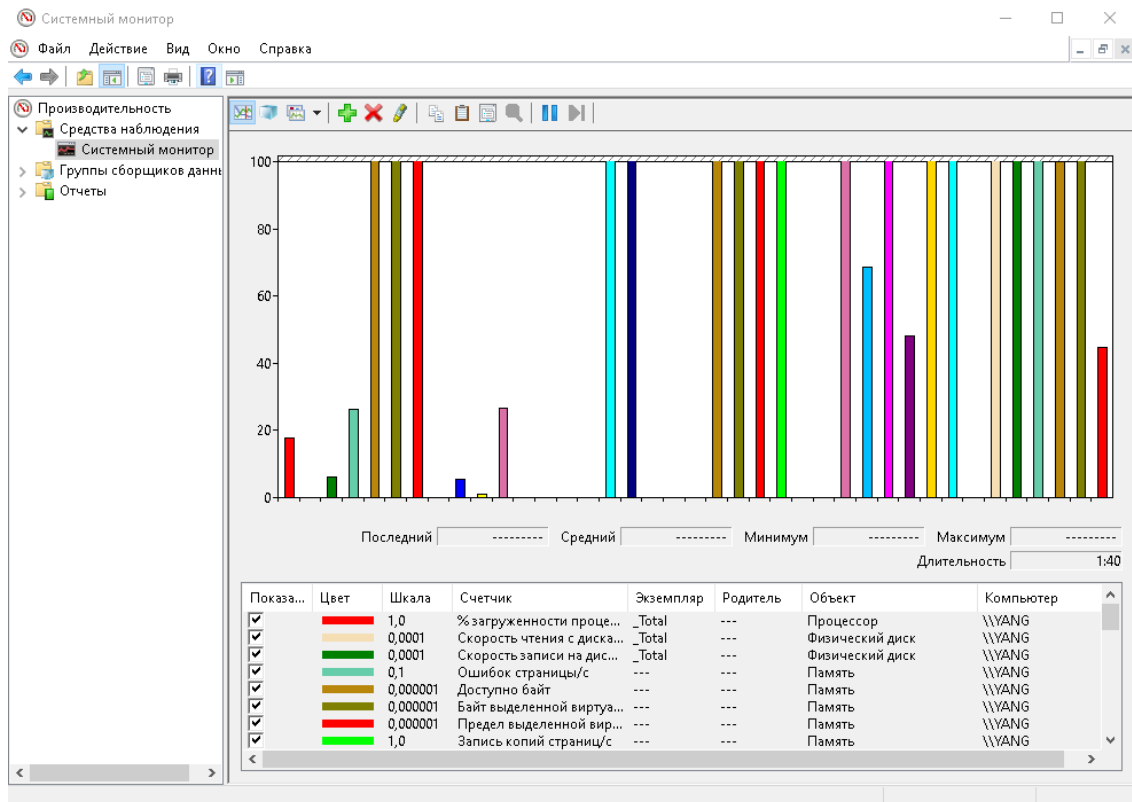 Системный монитор
Файл Действие Вид Окно Справка
Производительность
Средства наблюдения
Системный монитор
Группы сборщиков данн
Отчеты
100
80
60
40
20
0
Последний --------- Средний --------- Минимум --------- Максимум ---------
Длительность 1:40
Показа... Цвет Шкала Счетчик Экземпляр Родитель Объект Компьютер
1,0 % загруженности проце... _Total --- Процессор \\YANG
0,0001 Скорость чтения с диска... _Total --- Физический диск \\YANG
0,0001 Скорость записи на дис... _Total --- Физический диск \\YANG
0,1 Ошибок страницы/с --- --- Память \\YANG
0,000001 Доступно байт --- --- Память \\YANG
0,000001 Байт выделенной виртуа... --- --- Память \\YANG
0,000001 Предел выделенной вир... --- --- Память \\YANG
1,0 Запись копий страниц/с --- --- Память \\YANG